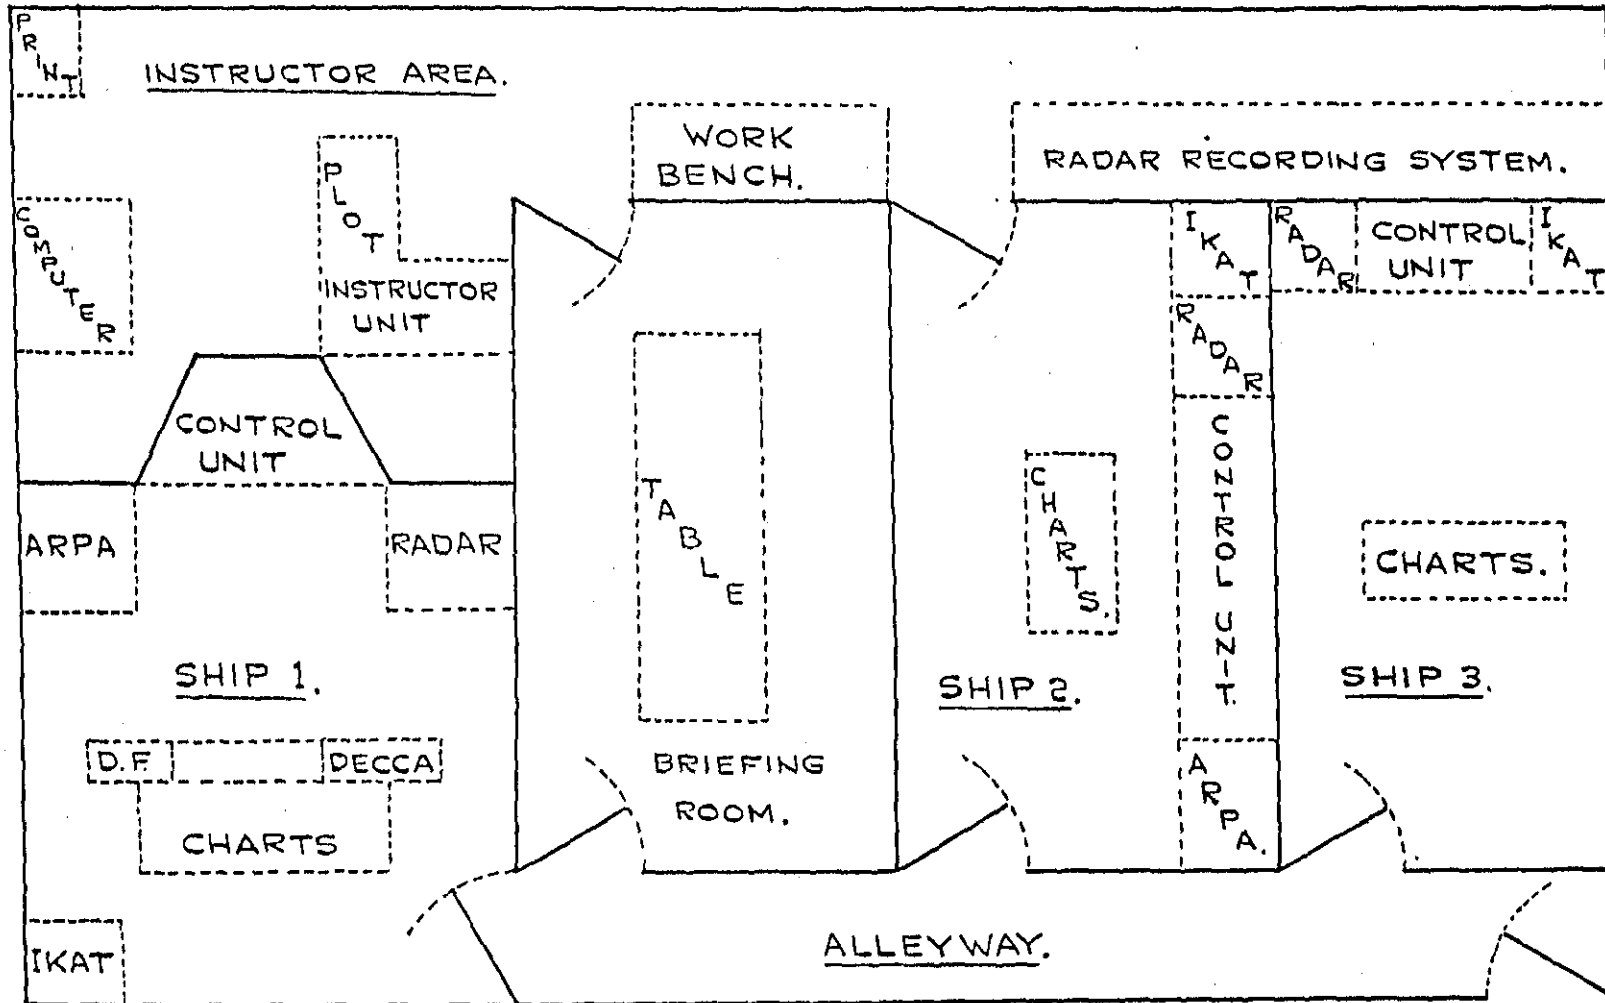 PRINT
INSTRUCTOR AREA.
WORK
BENCH.
RADAR RECORDING SYSTEM.
PLOT
COMPUTER
INSTRUCTOR
UNIT
IKAT
RADAR
CONTROL
UNIT
IKAT
RADAR
CONTROL
UNIT
CONTROL UNIT.
ARPA
RADAR
TABLE
CHARTS.
CHARTS.
SHIP 1.
SHIP 2.
SHIP 3.
D.F.
DECCA
CHARTS
BRIEFING
ROOM.
ARPA.
IKAT
ALLEYWAY.